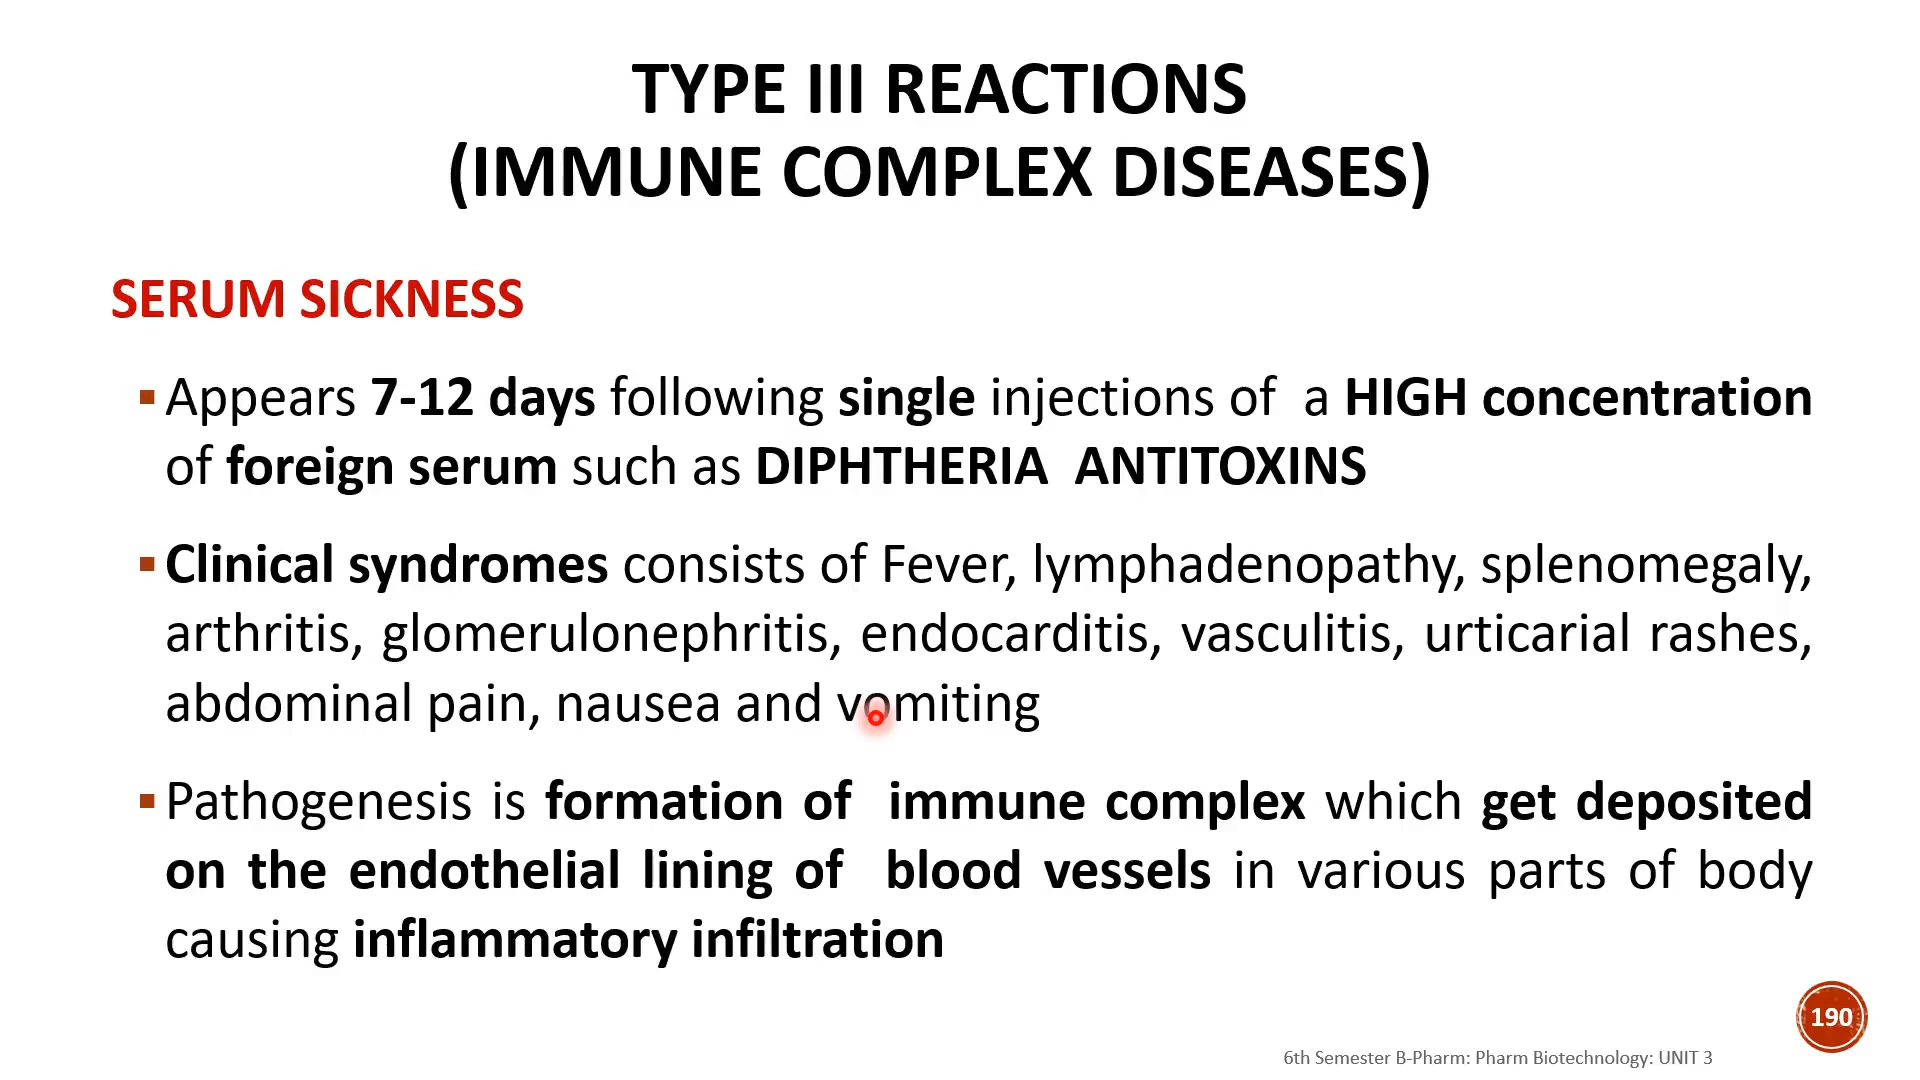 TYPE III REACTIONS
(IMMUNE COMPLEX DISEASES)
SERUM SICKNESS
▪Appears 7-12 days following single injections of a HIGH concentration
of foreign serum such as DIPHTHERIA ANTITOXINS
▪Clinical syndromes consists of Fever, lymphadenopathy, splenomegaly,
arthritis, glomerulonephritis, endocarditis, vasculitis, urticarial rashes,
abdominal pain, nausea and vomiting
▪Pathogenesis is formation of immune complex which get deposited
on the endothelial lining of blood vessels in various parts of body
causing inflammatory infiltration
190
6th Semester B-Pharm: Pharm Biotechnology: UNIT 3